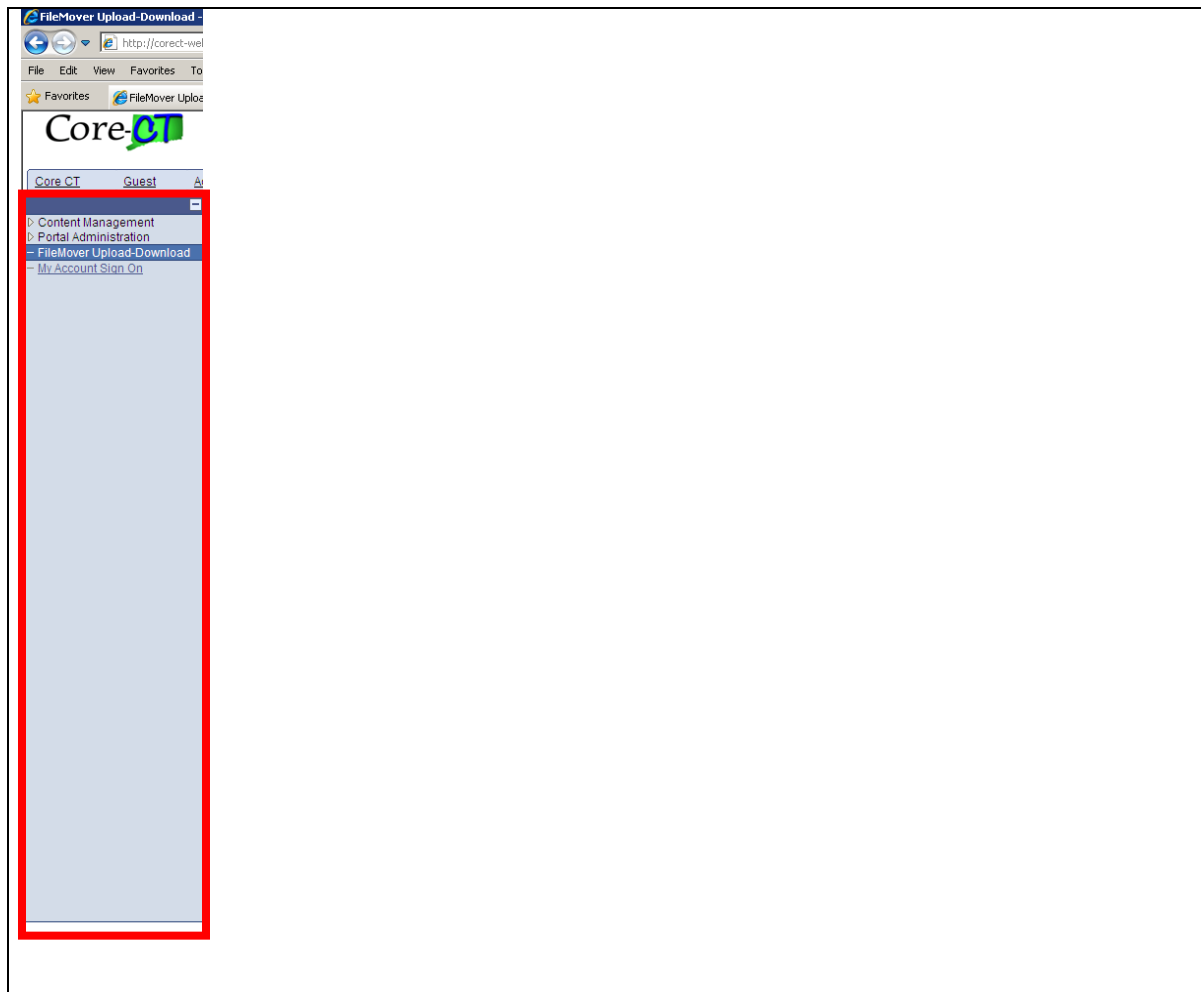 FileMover Upload-Download -
http://corect-wel
File Edit View Favorites To
Favorites FileMover Uploa
Core-CT
Core CT Guest
Content Management
Portal Administration
FileMover Upload-Download
My Account Sign On